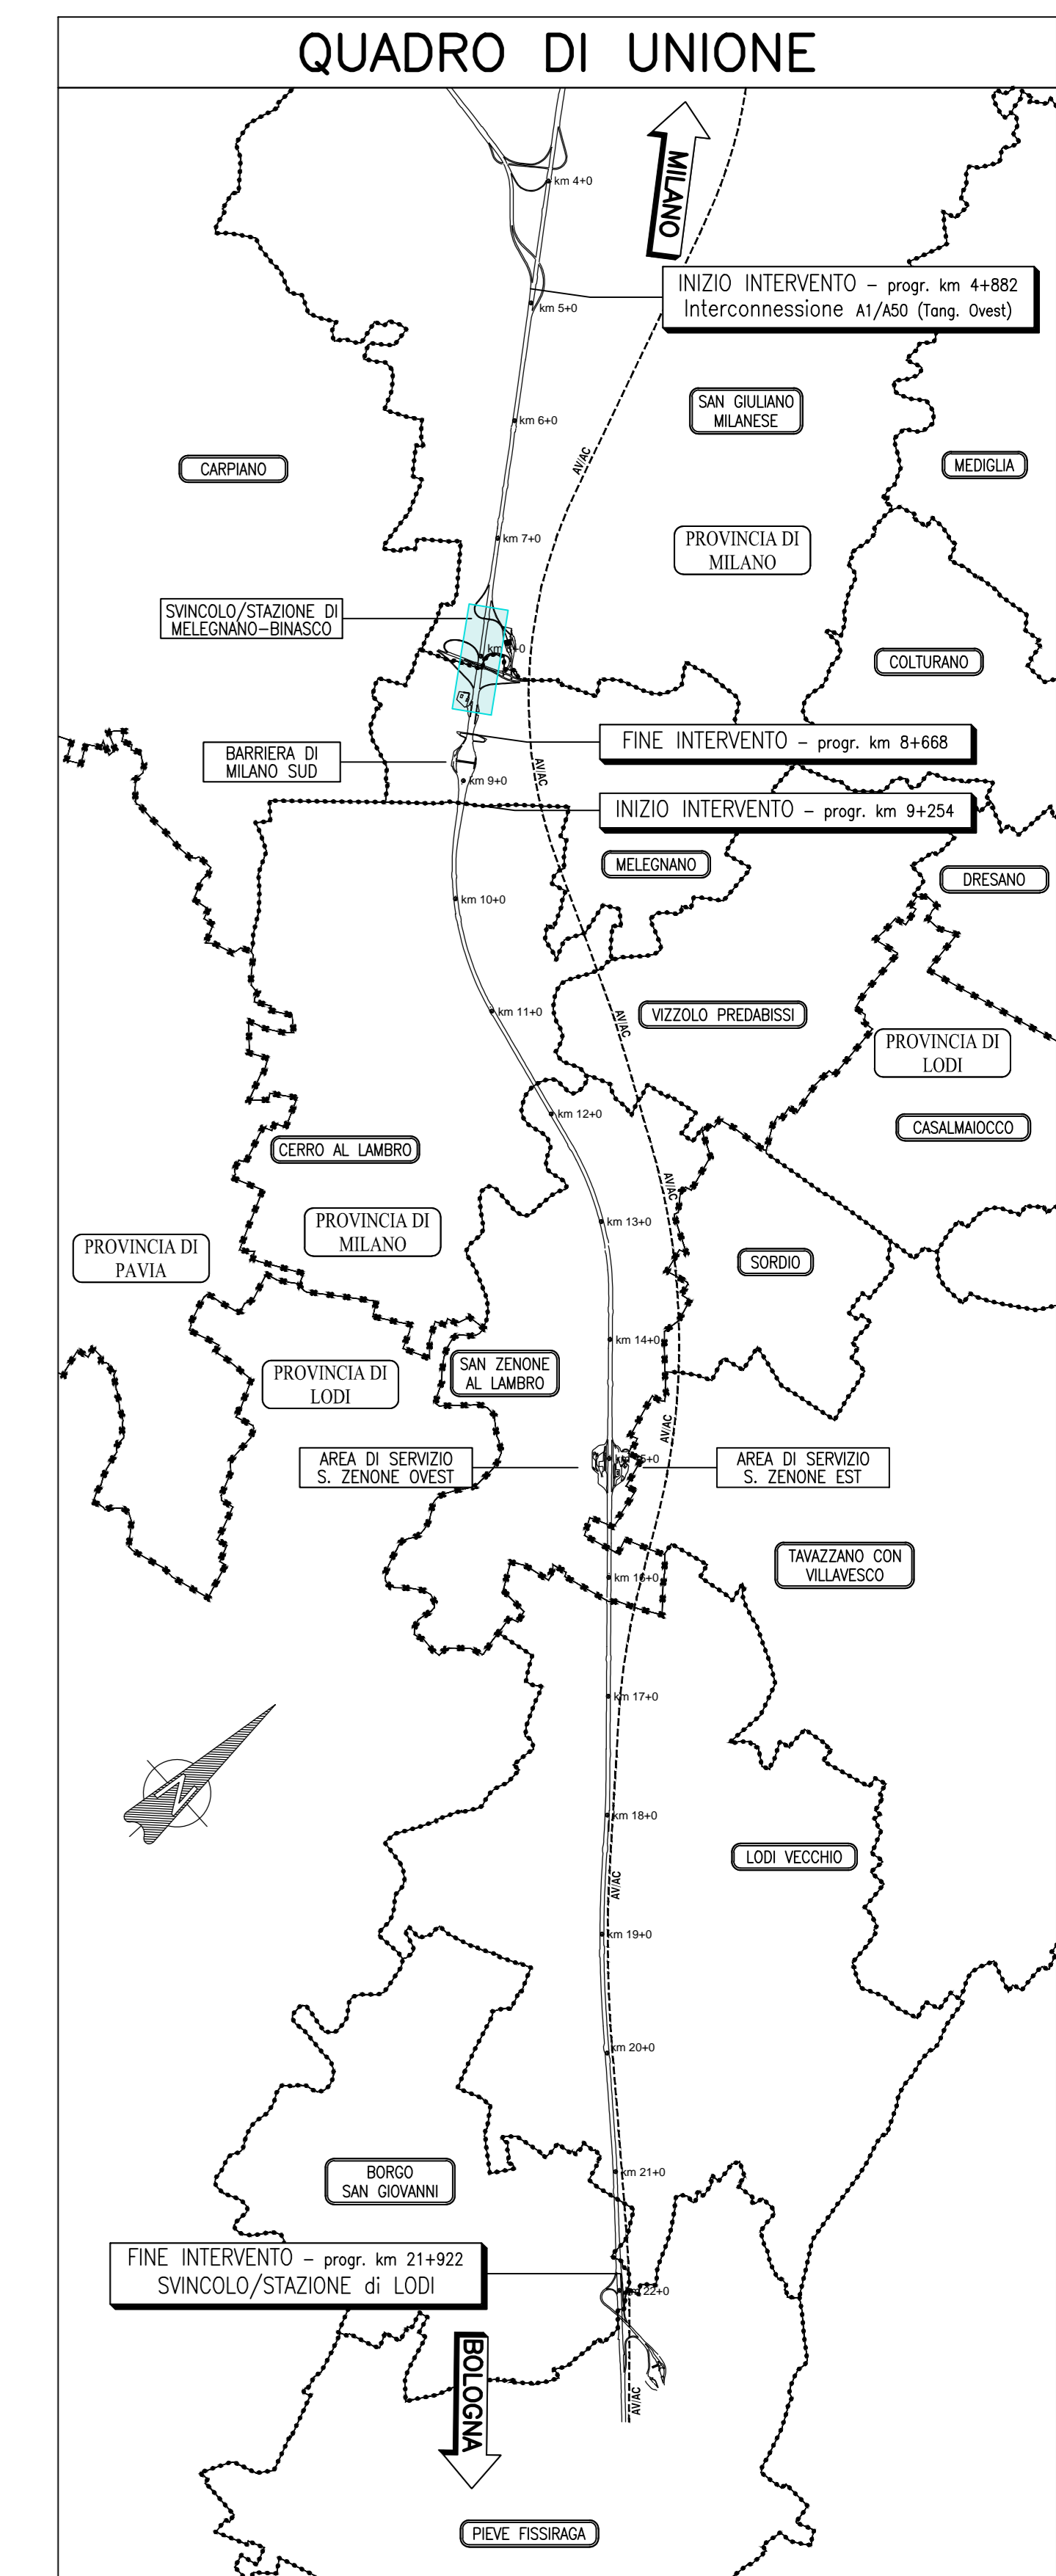 QUADRO DI UNIONE
MILANO
km 4+0
INIZIO INTERVENTO – progr. km 4+882
Interconnessione A1/A50 (Tang. Ovest)
km 5+0
SAN GIULIANO
MILANESE
km 6+0
AV/AC
CARPIANO
MEDIGLIA
PROVINCIA DI
MILANO
km 7+0
SVINCOLO/STAZIONE DI
MELEGNANO–BINASCO
COLTURANO
FINE INTERVENTO – progr. km 8+668
BARRIERA DI
MILANO SUD
AV/AC
km 9+0
INIZIO INTERVENTO – progr. km 9+254
MELEGNANO
DRESANO
km 10+0
km 11+0
AV/AC
VIZZOLO PREDABISSI
PROVINCIA DI
LODI
km 12+0
CASALMAIOCCO
CERRO AL LAMBRO
AV/AC
PROVINCIA DI
MILANO
km 13+0
PROVINCIA DI
PAVIA
SORDIO
km 14+0
SAN ZENONE
AL LAMBRO
PROVINCIA DI
LODI
AV/AC
AREA DI SERVIZIO
S. ZENONE OVEST
AREA DI SERVIZIO
S. ZENONE EST
TAVAZZANO CON
VILLAVESCO
km 16+0
km 17+0
N
km 18+0
LODI VECCHIO
AV/AC
km 19+0
km 20+0
km 21+0
BORGO
SAN GIOVANNI
FINE INTERVENTO – progr. km 21+922
SVINCOLO/STAZIONE di LODI
km 22+0
BOLOGNA
AV/AC
PIEVE FISSIRAGA